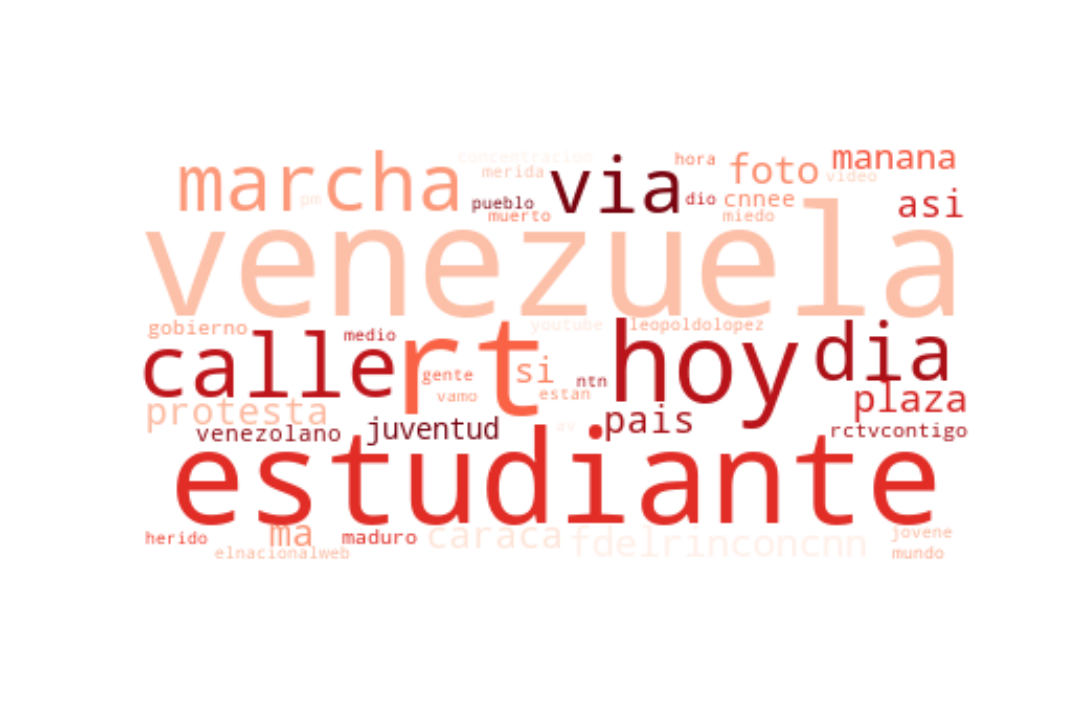 concentracion hora manana
marcha merida via foto video
pm pueblo dio cnnee asi
muerto miedo
venezuela
gobierno youtube leopoldolopez
calle medio rt hoy dia
gente si ntn
vamo estan plaza
protesta pais
venezolano juventud av rctvcontigo
estudiante
herido ma maduro caraca fdelrinconcnn jovene
elnacionalweb mundo